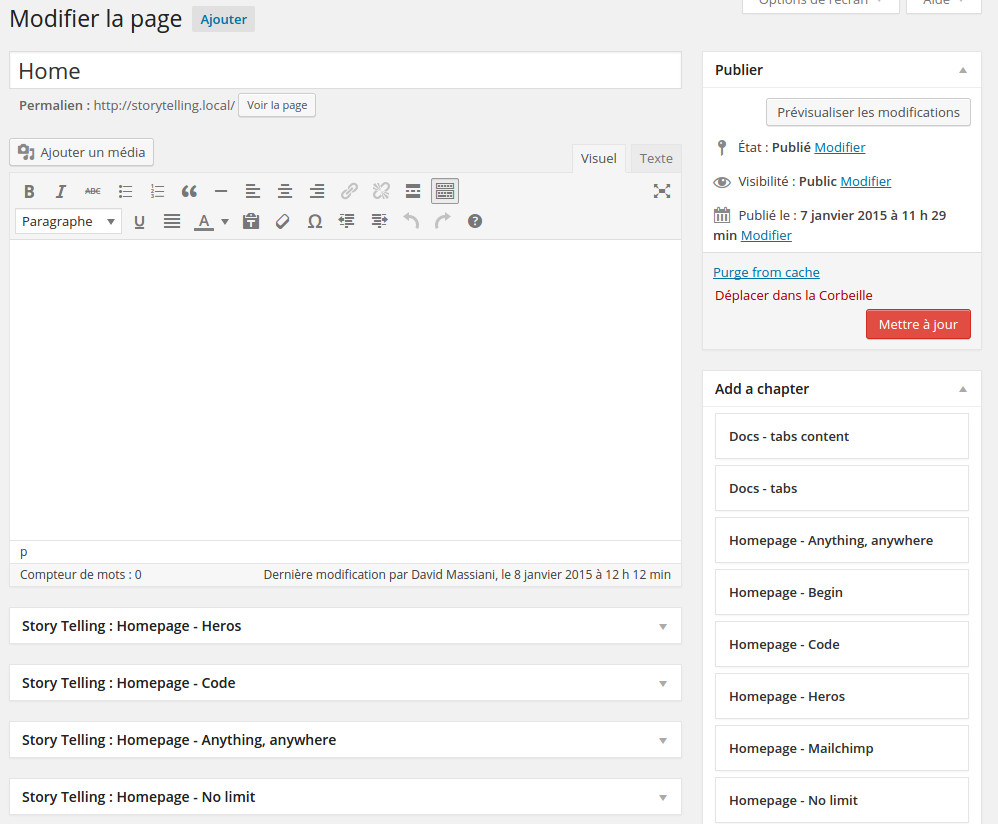 Modifier la page Ajouter
Options de l'écran
Aide
Home
Permalien : http://storytelling.local/ Voir la page
Ajouter un média
Visuel Texte
B I ABC
Paragraphe U A T Ω ?
p
Compteur de mots : 0 Dernière modification par David Massiani, le 8 janvier 2015 à 12 h 12 min
Story Telling : Homepage - Heros
Story Telling : Homepage - Code
Story Telling : Homepage - Anything, anywhere
Story Telling : Homepage - No limit
Publier
Prévisualiser les modifications
État : Publié Modifier
Visibilité : Public Modifier
Publié le : 7 janvier 2015 à 11 h 29
min Modifier
Purge from cache
Déplacer dans la Corbeille
Mettre à jour
Add a chapter
Docs - tabs content
Docs - tabs
Homepage - Anything, anywhere
Homepage - Begin
Homepage - Code
Homepage - Heros
Homepage - Mailchimp
Homepage - No limit